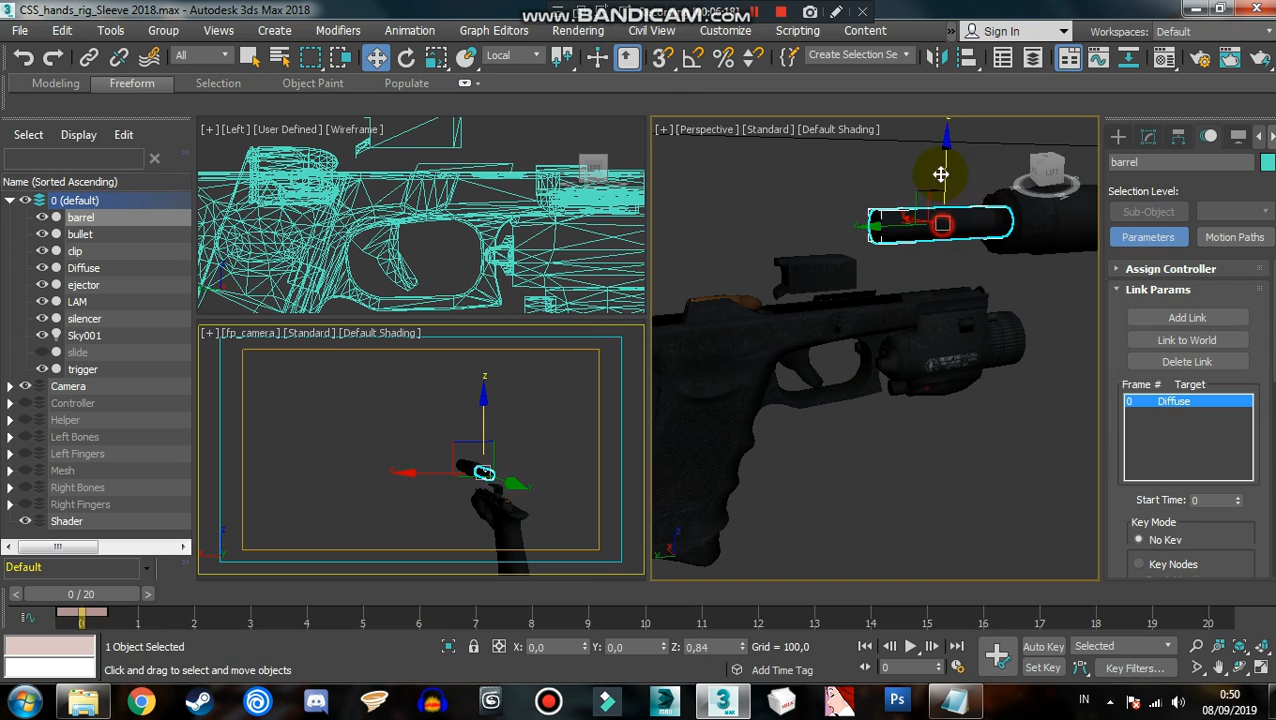 CSS_hands_rig_Sleeve 2018.max - Autodesk 3ds Max 2018
www.BANDICAM.com
File Edit Tools Group Views Create Modifiers Animation Graph Editors Rendering Civil View Customize Scripting Content Sign In Workspaces: Default
All Local Create Selection Se
Modeling Freeform Selection Object Paint Populate
Select Display Edit
Name (Sorted Ascending)
0 (default)
barrel
bullet
clip
Diffuse
ejector
LAM
silencer
Sky001
slide
trigger
Camera
Controller
Helper
Left Bones
Left Fingers
Mesh
Right Bones
Right Fingers
Shader
Default
[+] [Left] [User Defined] [Wireframe]
LEFT
[+] [fp_camera] [Standard] [Default Shading]
[+] [Perspective] [Standard] [Default Shading]
LEFT
barrel
Selection Level:
Sub-Object
Parameters Motion Paths
Assign Controller
Link Params
Add Link
Link to World
Delete Link
Frame # Target
0 Diffuse
Start Time: 0
Key Mode
No Key
Key Nodes
0 / 20
0 1 2 3 4 5 6 7 8 9 10 11 12 13 14 15 16 17 18 19 20
1 Object Selected
X: 0,0 Y: 0,0 Z: 0,84 Grid = 100,0
Auto Key Selected
Click and drag to select and move objects
Add Time Tag
0
Set Key Key Filters...
IN
0:50
08/09/2019